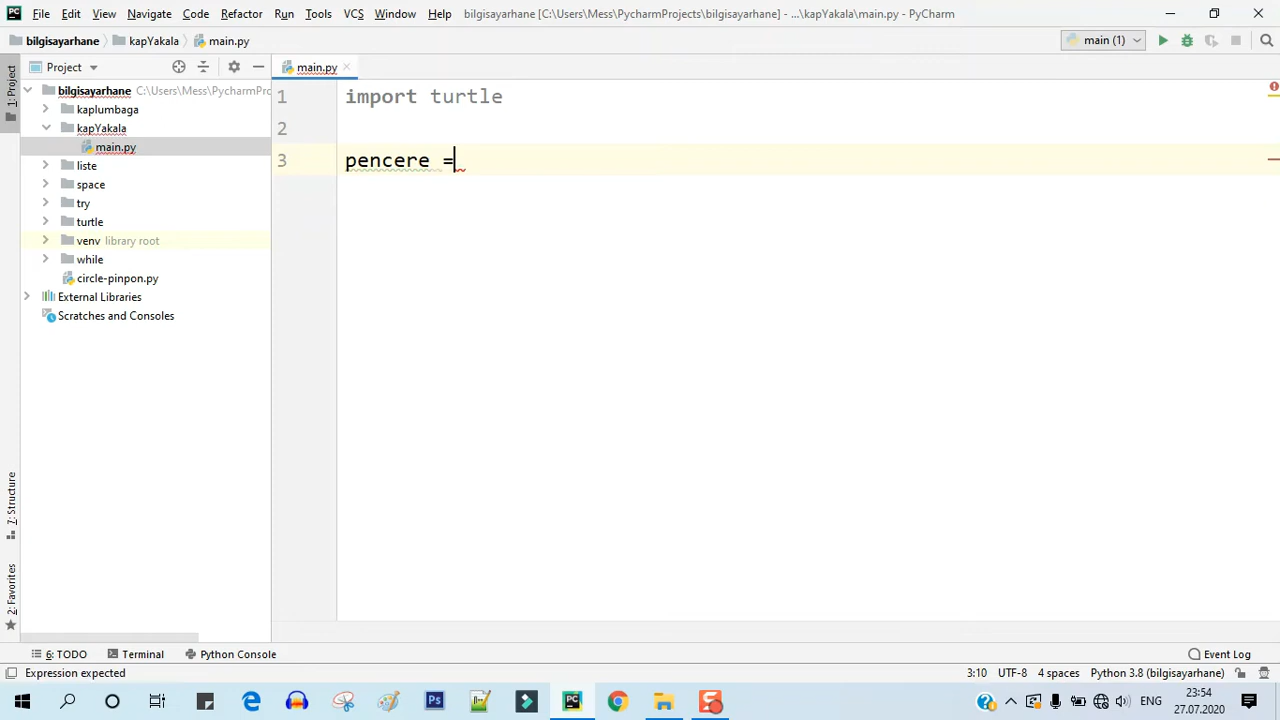 File Edit View Navigate Code Refactor Run Tools VCS Window Help bilgisayarhane [C:\Users\Mess\PycharmProjects\bilgisayarhane] - ...\kapYakala\main.py - PyCharm
bilgisayarhane kapYakala main.py main (1)
1: Project
Project
main.py
bilgisayarhane C:\Users\Mess\PycharmPro
kaplumbaga
kapYakala
main.py
liste
space
try
turtle
venv library root
while
circle-pinpon.py
External Libraries
Scratches and Consoles
1 import turtle
2
3 pencere =
7: Structure
2: Favorites
6: TODO Terminal Python Console Event Log
Expression expected 3:10 UTF-8 4 spaces Python 3.8 (bilgisayarhane)
ENG 23:54
27.07.2020